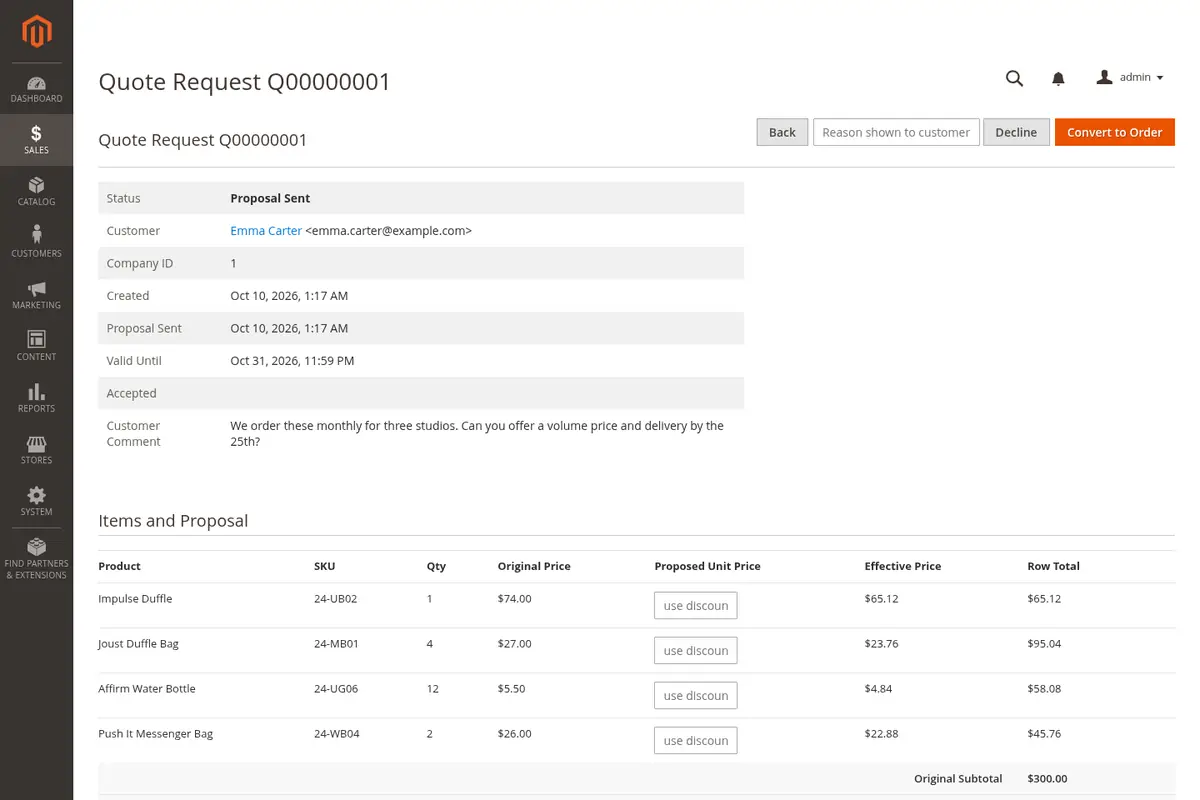 Quote Request Q00000001
admin
DASHBOARD
SALES
CATALOG
CUSTOMERS
MARKETING
CONTENT
REPORTS
STORES
SYSTEM
FIND PARTNERS
& EXTENSIONS
Quote Request Q00000001
Back Reason shown to customer Decline Convert to Order
Status Proposal Sent
Customer Emma Carter <emma.carter@example.com>
Company ID 1
Created Oct 10, 2026, 1:17 AM
Proposal Sent Oct 10, 2026, 1:17 AM
Valid Until Oct 31, 2026, 11:59 PM
Accepted
Customer Comment We order these monthly for three studios. Can you offer a volume price and delivery by the
25th?
Items and Proposal
Product SKU Qty Original Price Proposed Unit Price Effective Price Row Total
Impulse Duffle 24-UB02 1 $74.00 use discoun $65.12 $65.12
Joust Duffle Bag 24-MB01 4 $27.00 use discoun $23.76 $95.04
Affirm Water Bottle 24-UG06 12 $5.50 use discoun $4.84 $58.08
Push It Messenger Bag 24-WB04 2 $26.00 use discoun $22.88 $45.76
Original Subtotal $300.00